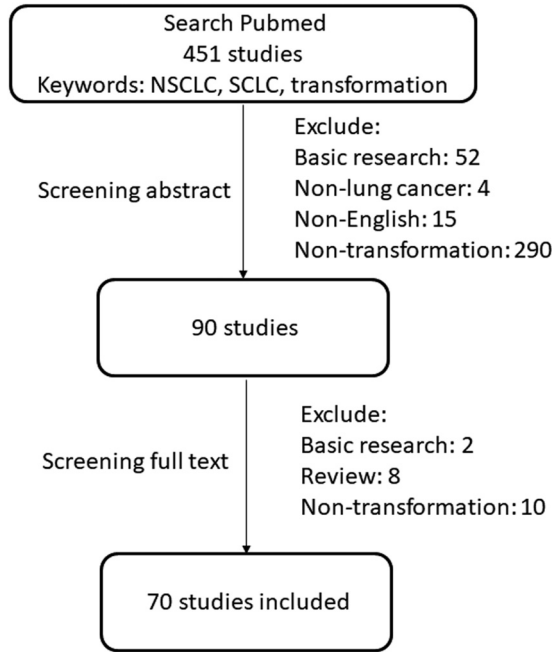 Search Pubmed
451 studies
Keywords: NSCLC, SCLC, transformation
Screening abstract
Exclude:
Basic research: 52
Non-lung cancer: 4
Non-English: 15
Non-transformation: 290
90 studies
Screening full text
Exclude:
Basic research: 2
Review: 8
Non-transformation: 10
70 studies included